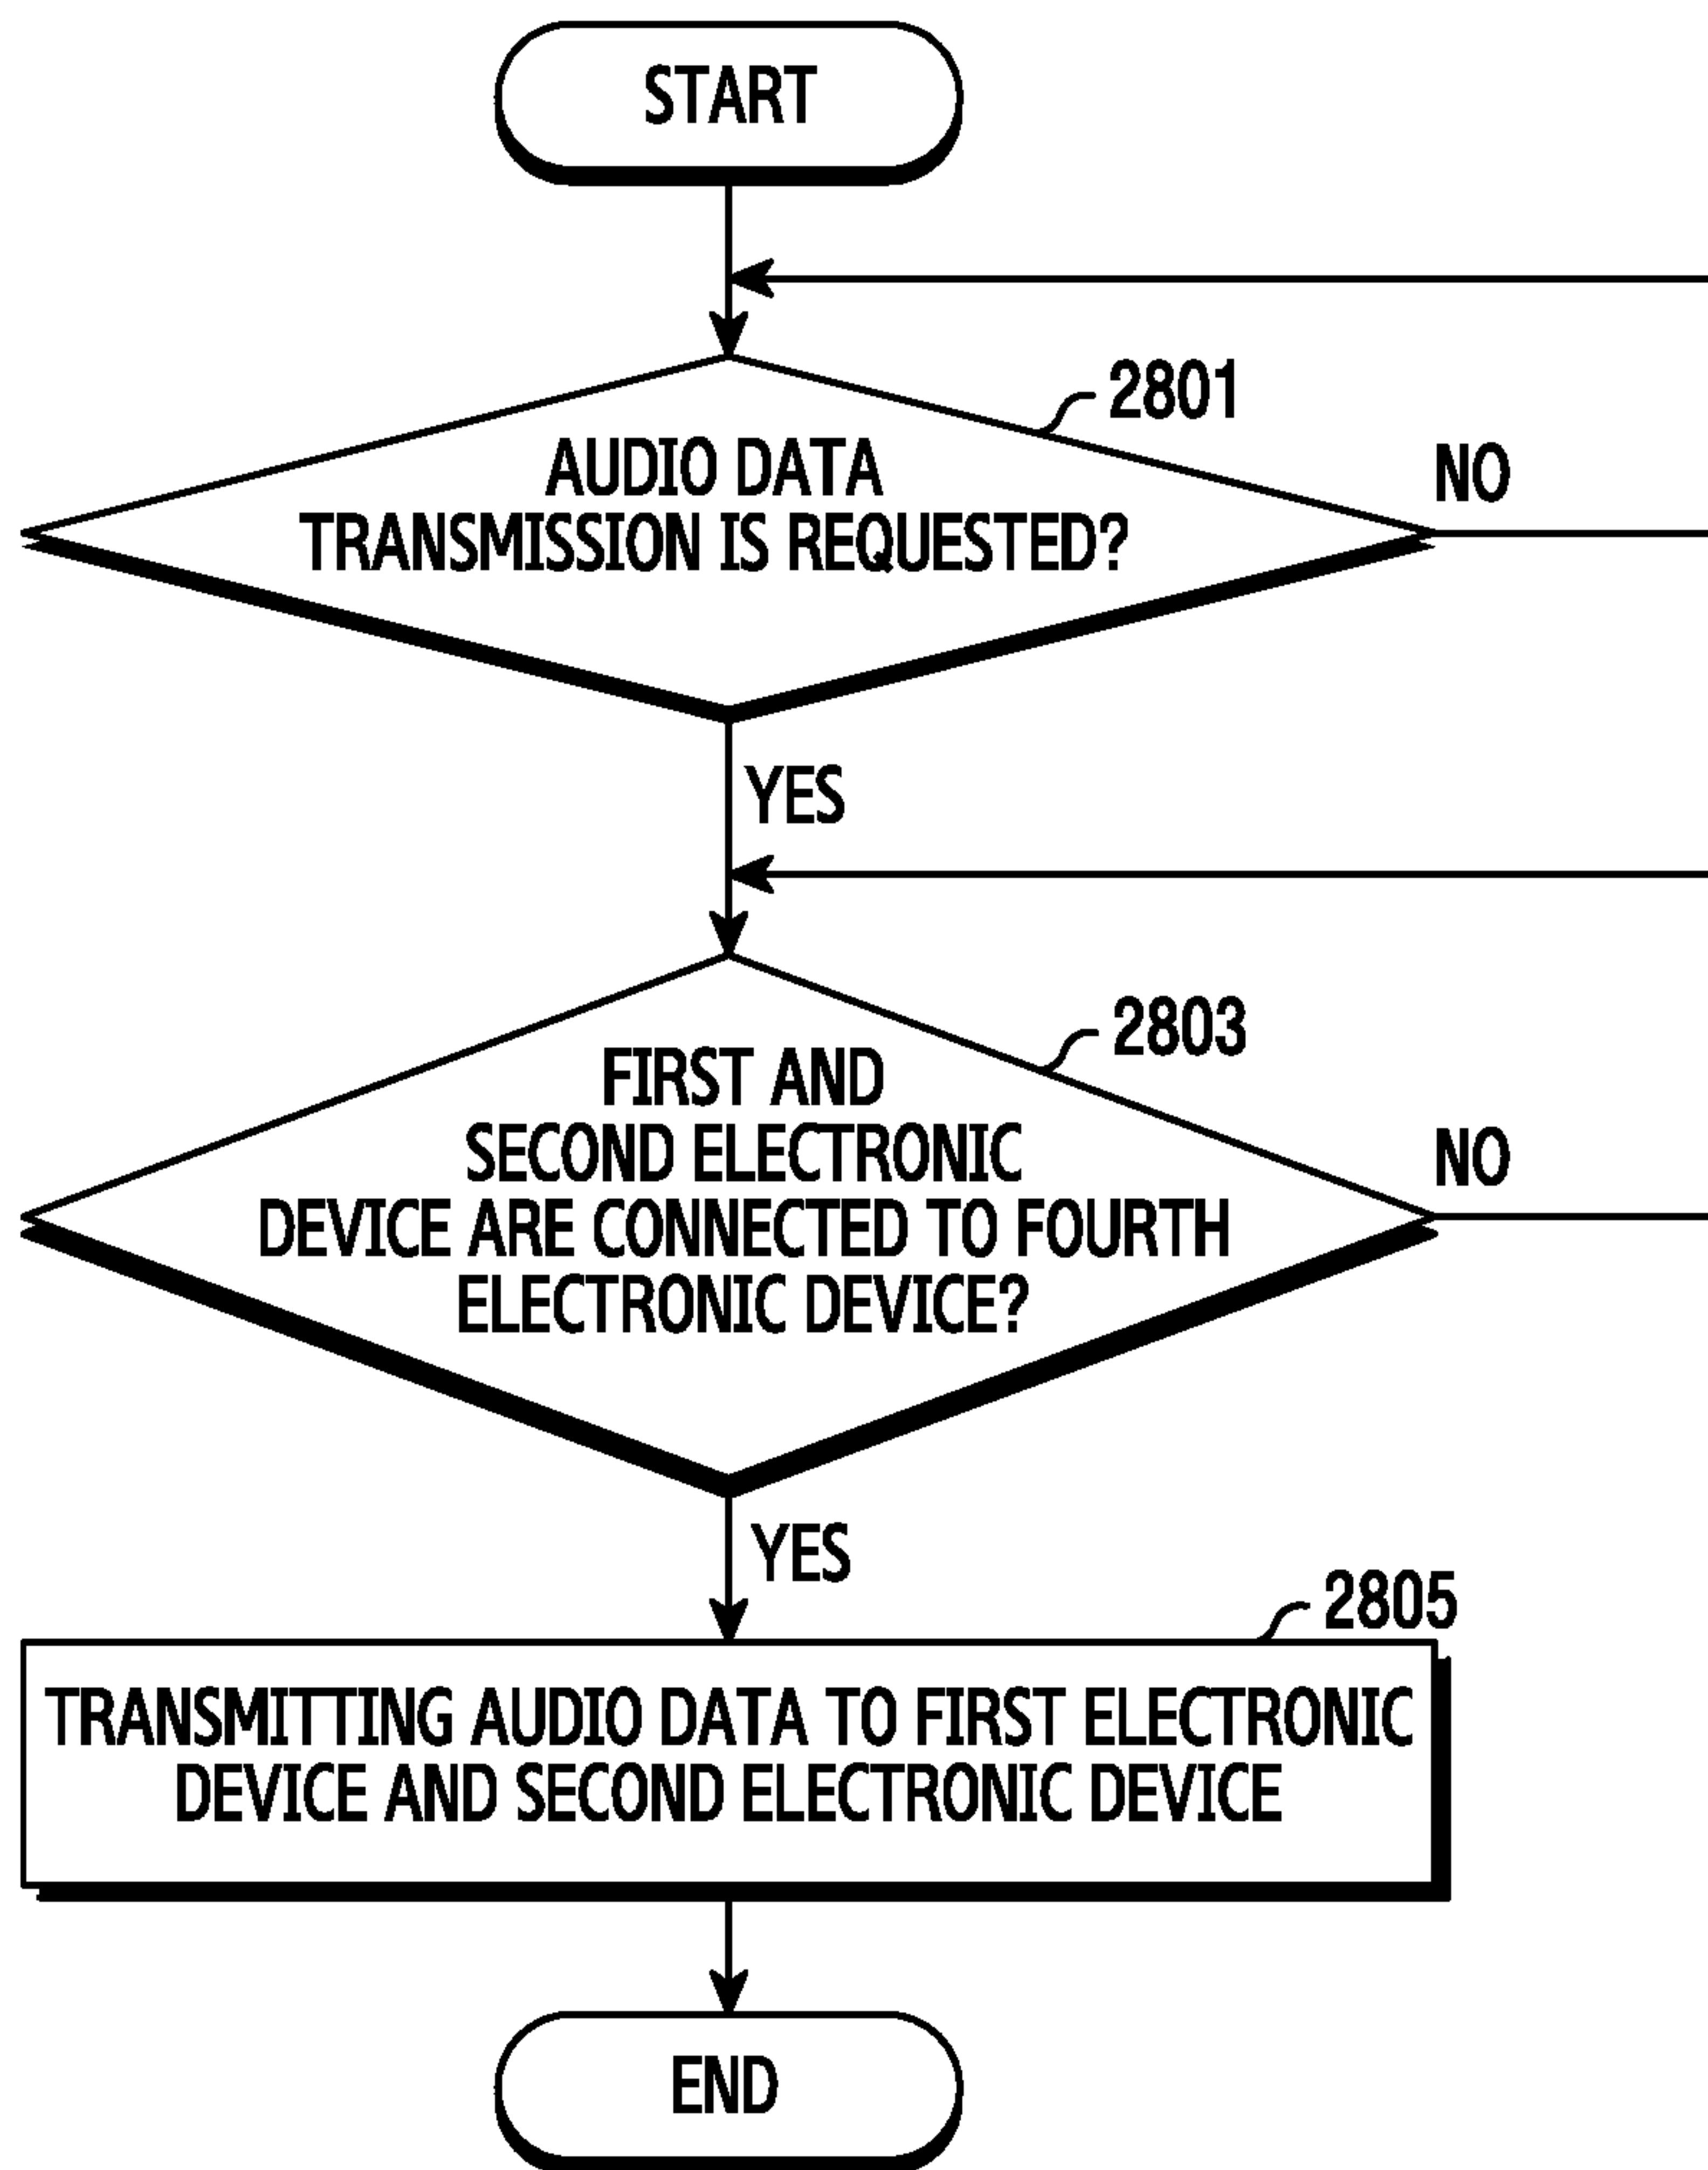 START
2801
AUDIO DATA
TRANSMISSION IS REQUESTED?
NO
YES
2803
FIRST AND
SECOND ELECTRONIC
DEVICE ARE CONNECTED TO FOURTH
ELECTRONIC DEVICE?
NO
YES
2805
TRANSMITTING AUDIO DATA TO FIRST ELECTRONIC
DEVICE AND SECOND ELECTRONIC DEVICE
END